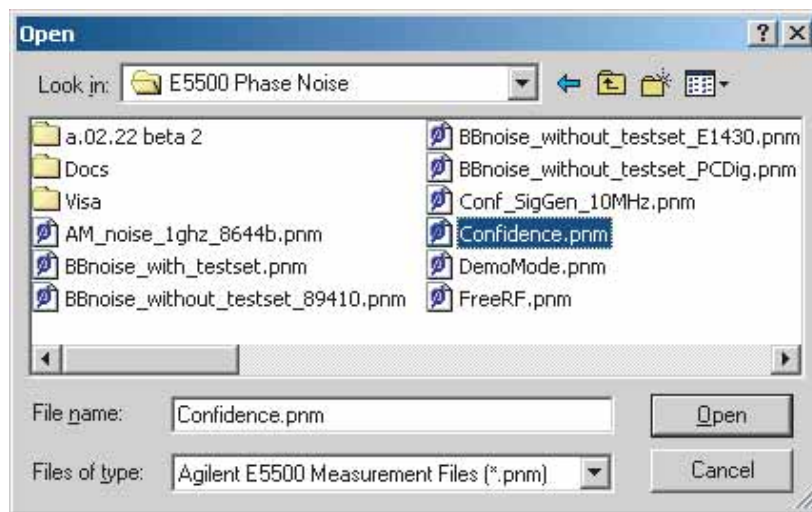 Open
Look in: E5500 Phase Noise
a.02.22 beta 2
Docs
Visa
AM_noise_1ghz_8644b.pnm
BBnoise_with_testset.pnm
BBnoise_without_testset_89410.pnm
BBnoise_without_testset_E1430.pnm
BBnoise_without_testset_PCDig.pnm
Conf_SigGen_10MHz.pnm
Confidence.pnm
DemoMode.pnm
FreeRF.pnm
File name: Confidence.pnm Open
Files of type: Agilent E5500 Measurement Files (*.pnm) Cancel